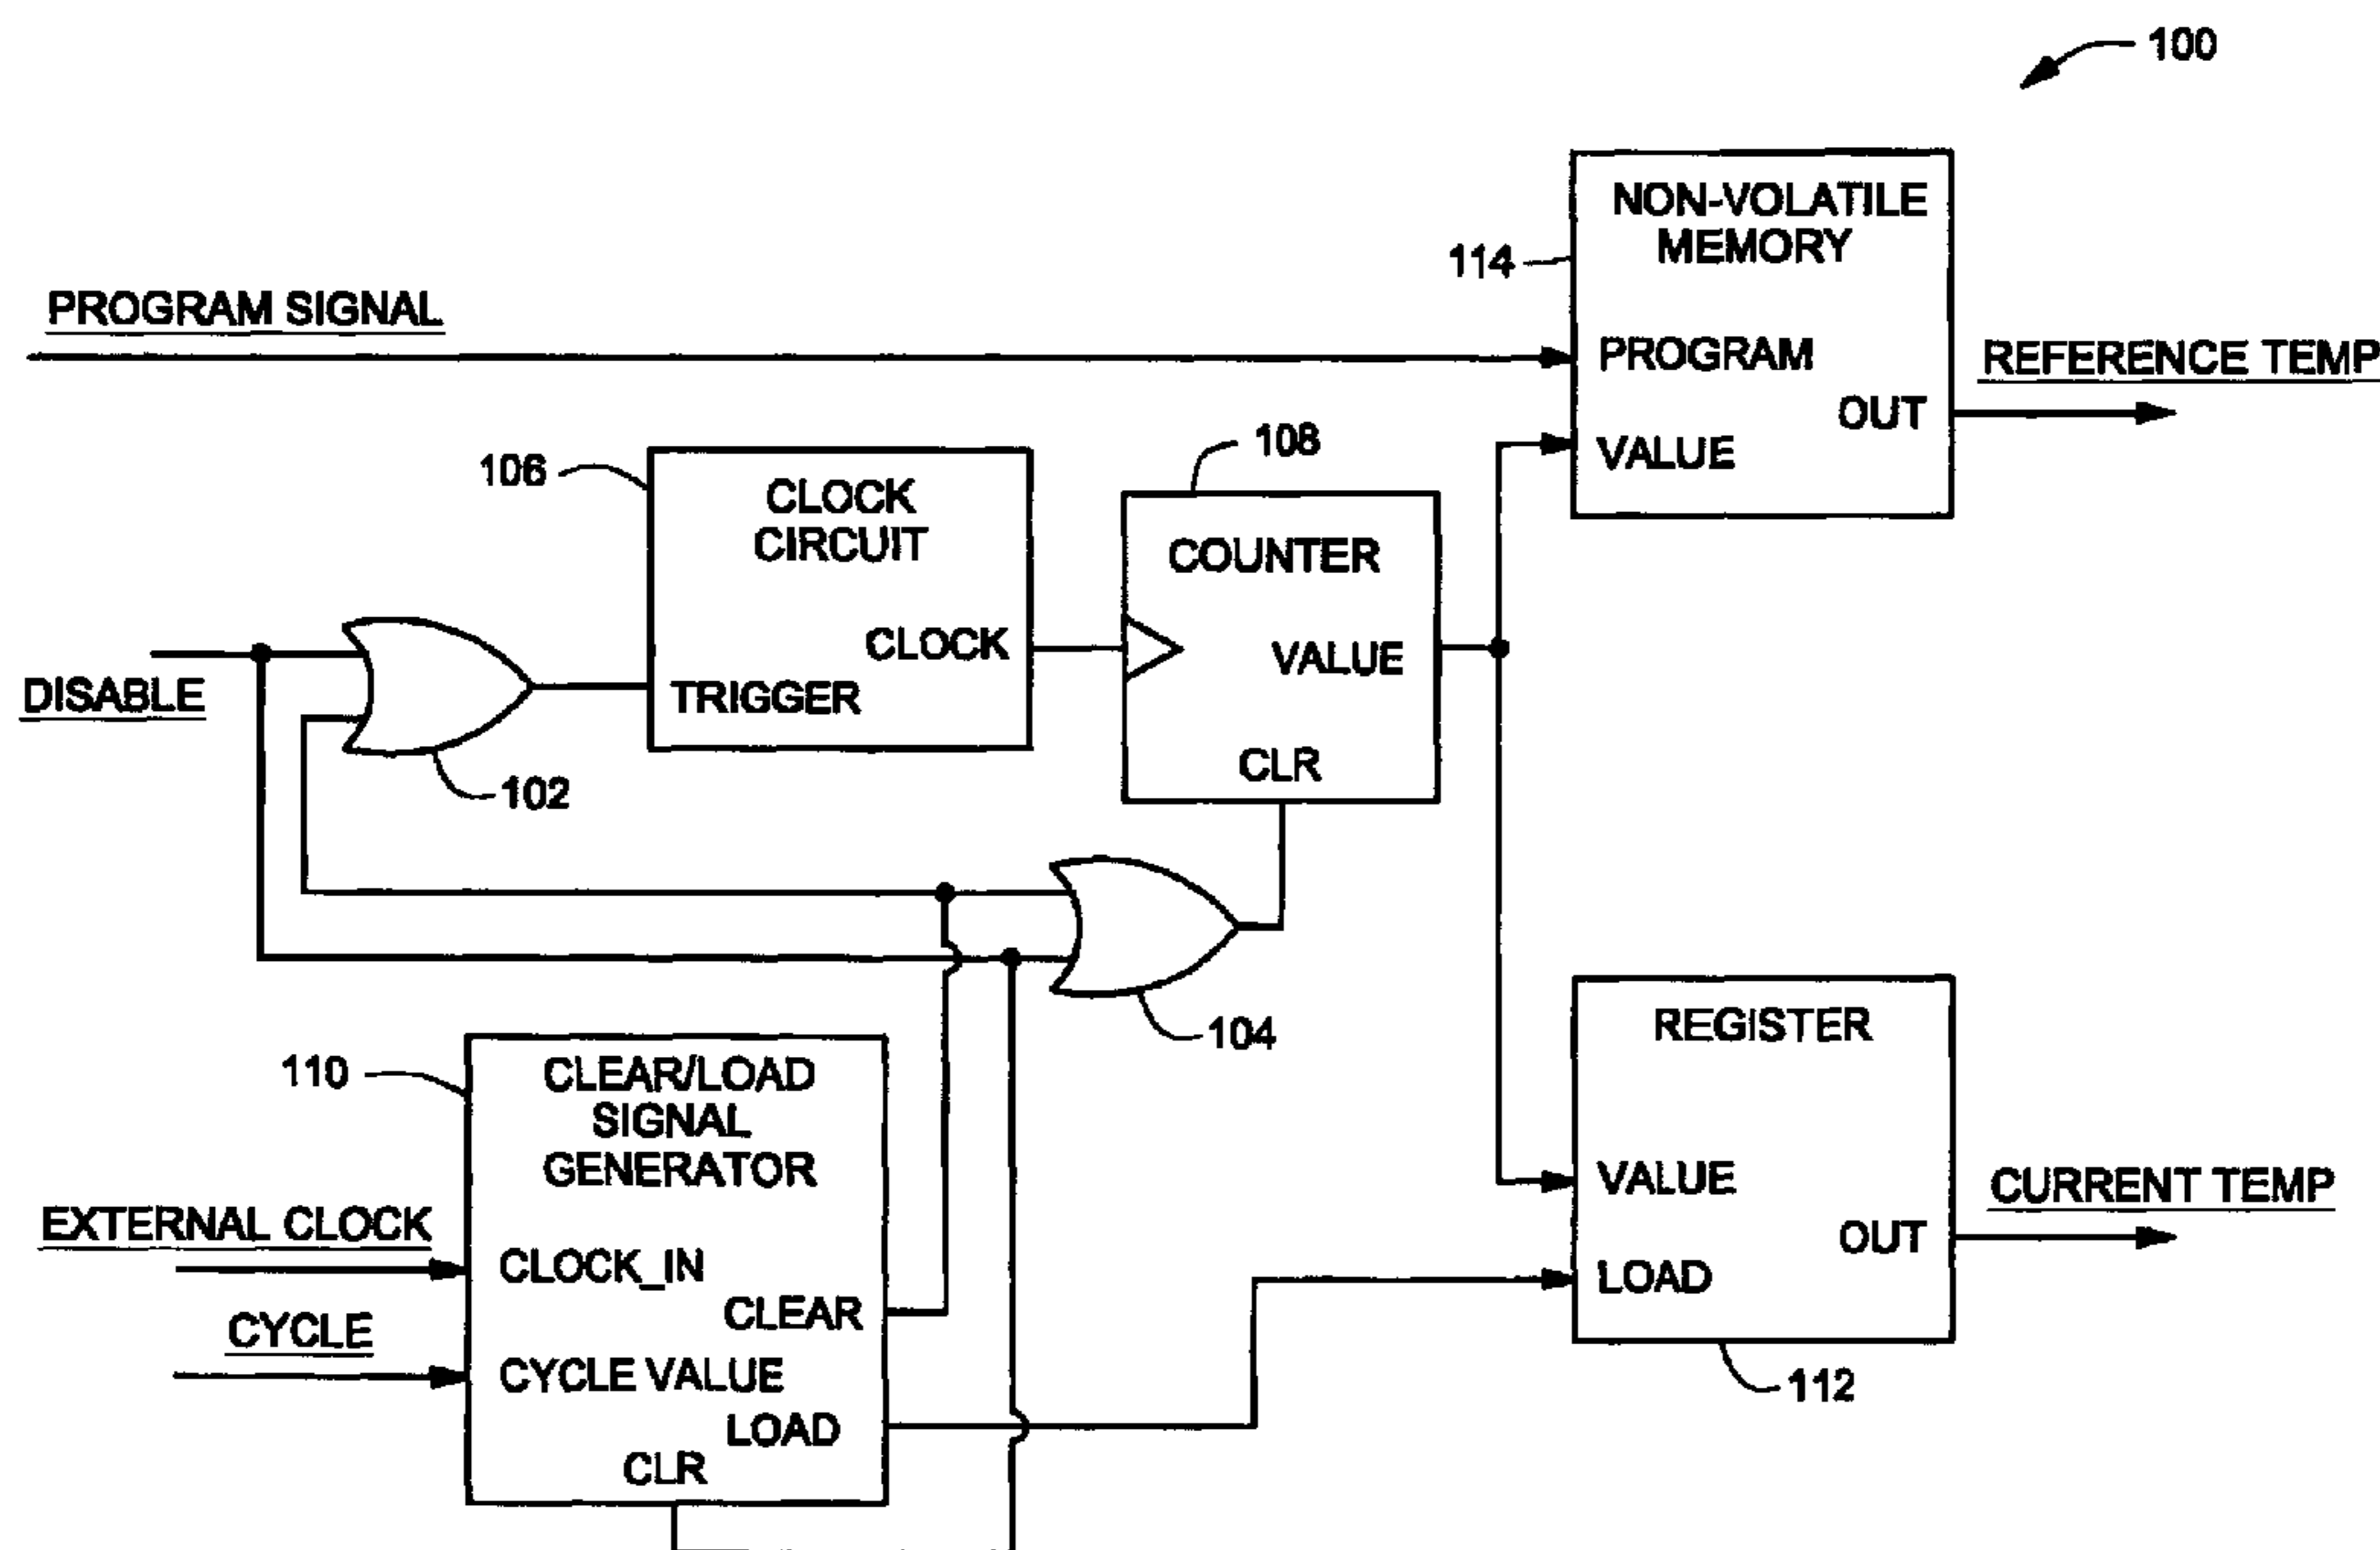 100
NON-VOLATILE
MEMORY
114
PROGRAM SIGNAL
PROGRAM
REFERENCE TEMP
OUT
VALUE
106
CLOCK
CIRCUIT
108
COUNTER
CLOCK
VALUE
DISABLE
TRIGGER
CLR
102
104
REGISTER
110
CLEAR/LOAD
SIGNAL
GENERATOR
VALUE
CURRENT TEMP
EXTERNAL CLOCK
OUT
CLOCK_IN
LOAD
CLEAR
CYCLE
CYCLE VALUE
112
LOAD
CLR